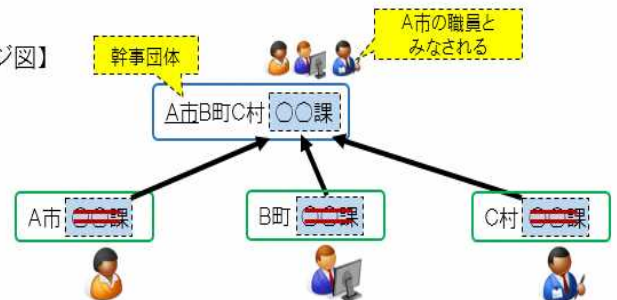 ジ図】
幹事団体
A市の職員と
みなされる
A市B町C村 〇〇課
A市 〇〇課
B町 〇〇課
C村 〇〇課